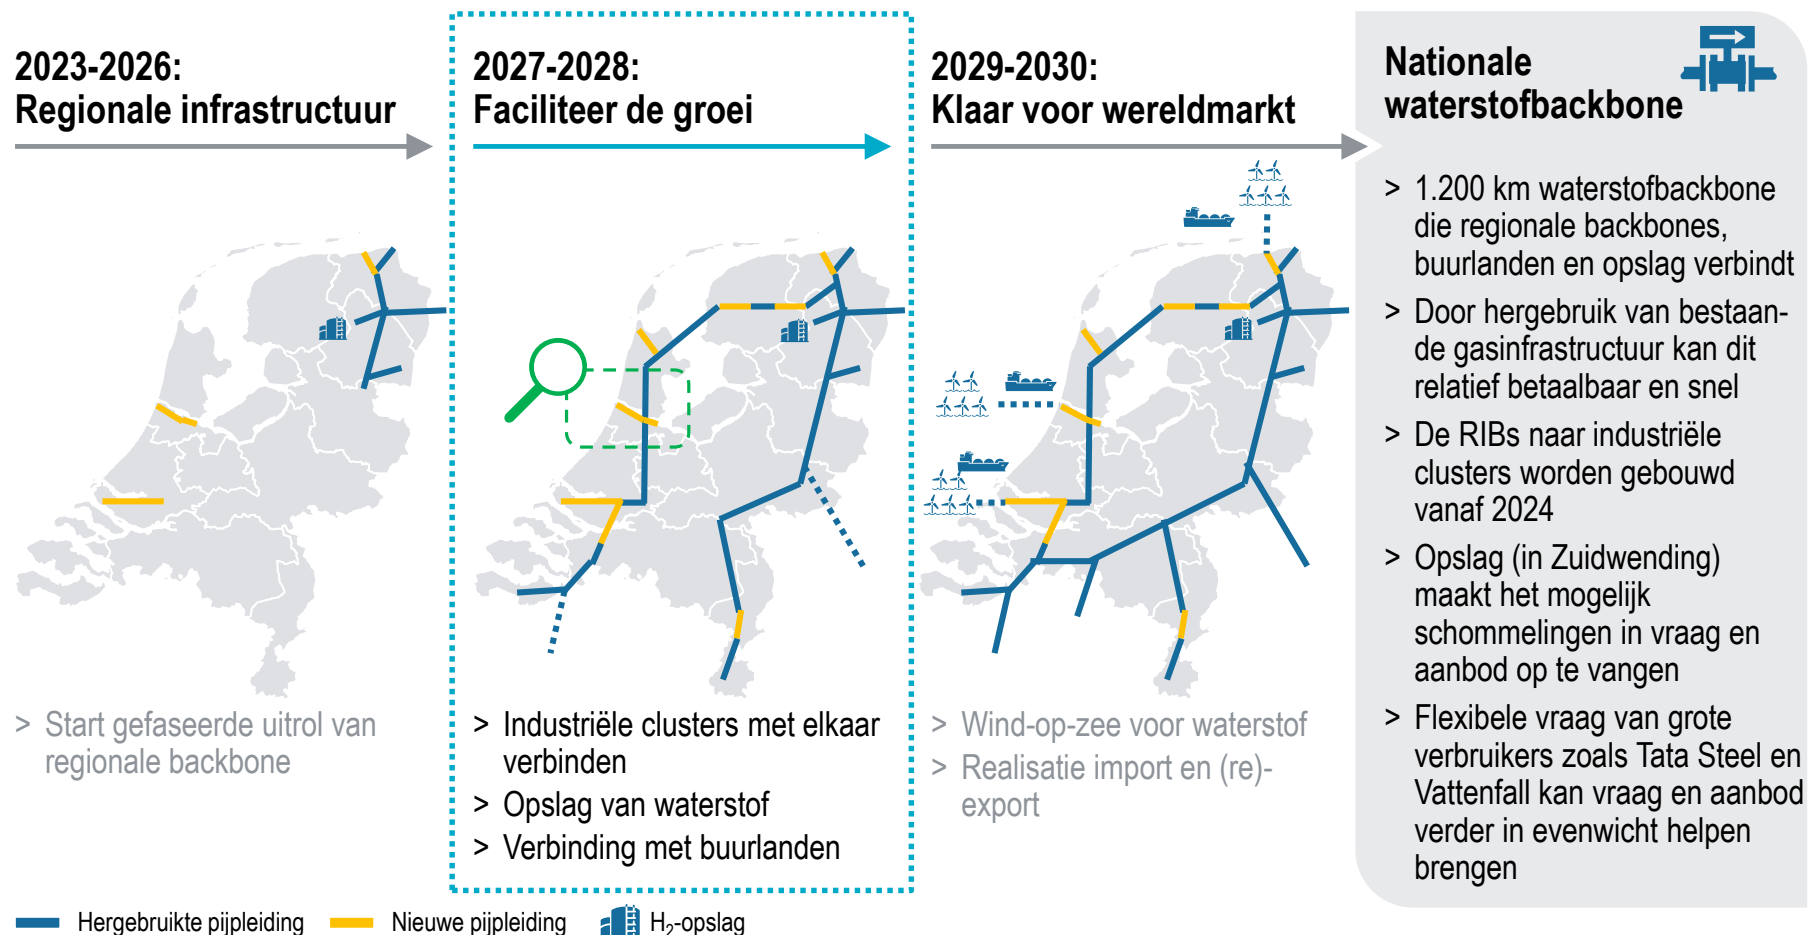 2023-2026:
Regionale infrastructuur
> Start gefaseerde uitrol van
regionale backbone
2027-2028:
Faciliteer de groei
> Industriële clusters met elkaar
verbinden
> Opslag van waterstof
> Verbinding met buurlanden
2029-2030:
Klaar voor wereldmarkt
> Wind-op-zee voor waterstof
> Realisatie import en (re)-
export
Nationale
waterstofbackbone
> 1.200 km waterstofbackbone
die regionale backbones,
buurlanden en opslag verbindt
> Door hergebruik van bestaan-
de gasinfrastructuur kan dit
relatief betaalbaar en snel
> De RIBs naar industriële
clusters worden gebouwd
vanaf 2024
> Opslag (in Zuidwending)
maakt het mogelijk
schommelingen in vraag en
aanbod op te vangen
> Flexibele vraag van grote
verbruikers zoals Tata Steel en
Vattenfall kan vraag en aanbod
verder in evenwicht helpen
brengen
Hergebruikte pijpleiding
Nieuwe pijpleiding
H₂-opslag